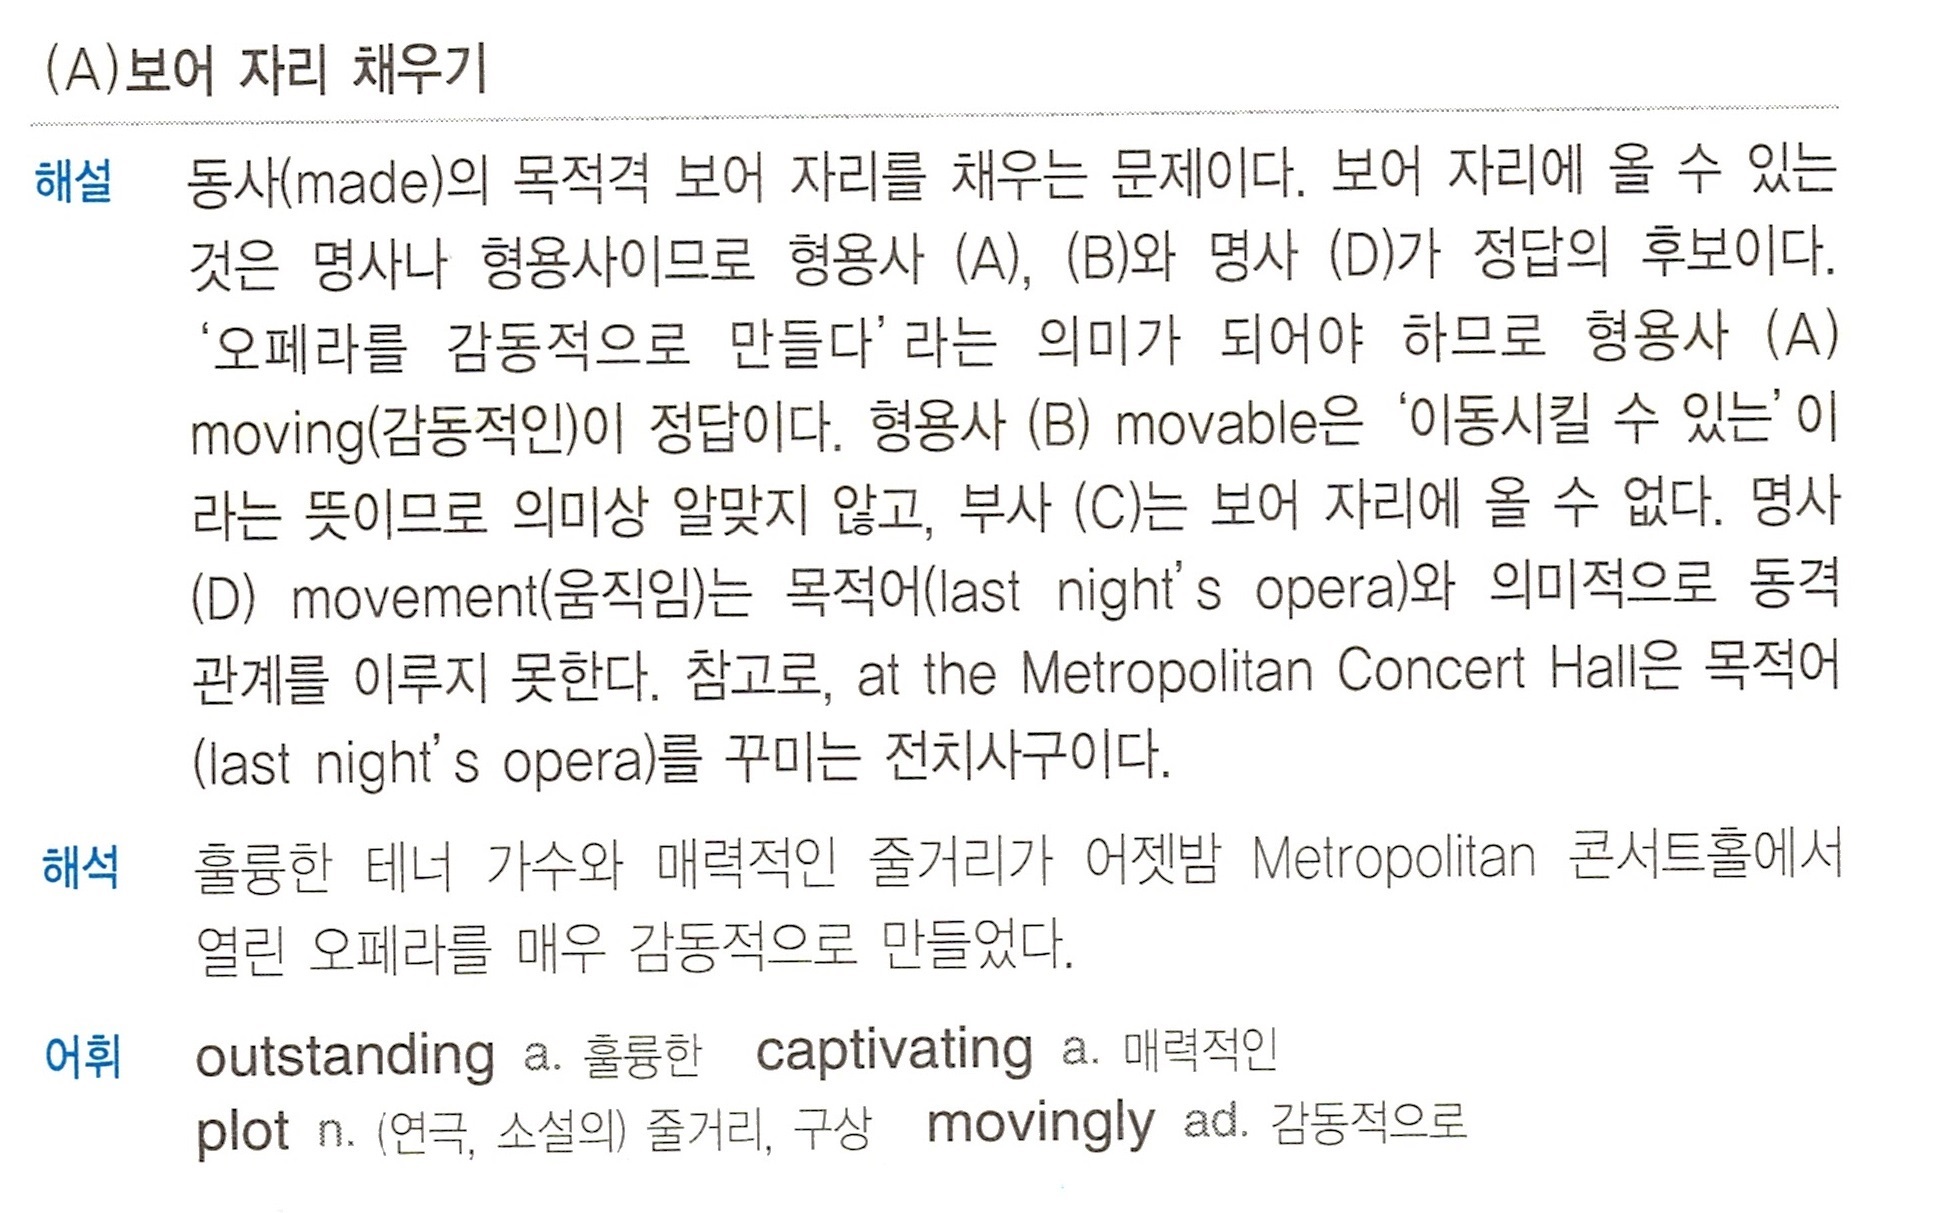 (A)보어 자리 채우기
해설 동사(made)의 목적격 보어 자리를 채우는 문제이다. 보어 자리에 올 수 있는
것은 명사나 형용사이므로 형용사 (A), (B)와 명사 (D)가 정답의 후보이다.
‘오페라를 감동적으로 만들다’라는 의미가 되어야 하므로 형용사 (A)
moving(감동적인)이 정답이다. 형용사 (B) movable은 ‘이동시킬 수 있는’이
라는 뜻이므로 의미상 알맞지 않고, 부사 (C)는 보어 자리에 올 수 없다. 명사
(D) movement(움직임)는 목적어(last night’s opera)와 의미적으로 동격
관계를 이루지 못한다. 참고로, at the Metropolitan Concert Hall은 목적어
(last night’s opera)를 꾸미는 전치사구이다.
해석 훌륭한 테너 가수와 매력적인 줄거리가 어젯밤 Metropolitan 콘서트홀에서
열린 오페라를 매우 감동적으로 만들었다.
어휘 outstanding a. 훌륭한 captivating a. 매력적인
plot n. (연극, 소설의) 줄거리, 구상 movingly ad. 감동적으로